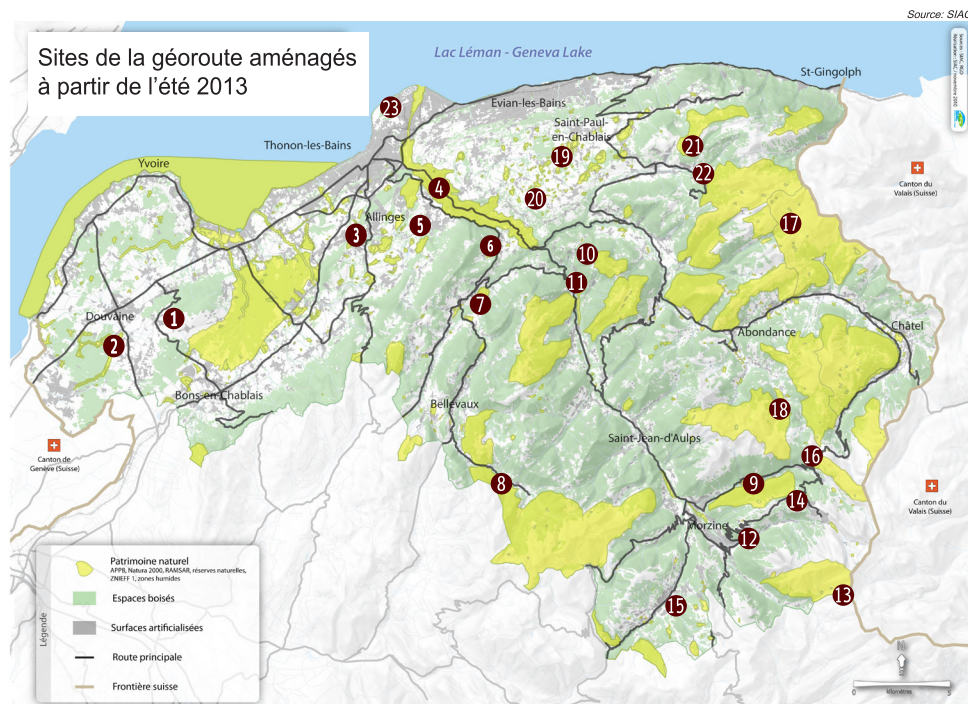 Source: SIAC
Sites de la géoroute aménagés
à partir de l'été 2013
Lac Léman - Geneva Lake
St-Gingolph
Evian-les-Bains
23
Saint-Paul-
en-Chablais
Thonon-les-Bains
21
19
Yvoire
22
Canton du
Valais (Suisse)
4
20
Allinges
5
17
3
6
10
11
7
Douvaine
1
Châtel
Abondance
2
Bons-en-Chablais
Bellevaux
18
Saint-Jean-d'Aulps
Canton de
Genève (Suisse)
16
8
9
14
Canton du
Valais (Suisse)
Morzine
12
13
15
Légende
Patrimoine naturel
APPB, Natura 2000, RAMSAR, réserves naturelles,
ZNIEFF 1, zones humides
Espaces boisés
Surfaces artificialisées
Route principale
Frontière suisse
N
0
5
kilomètres